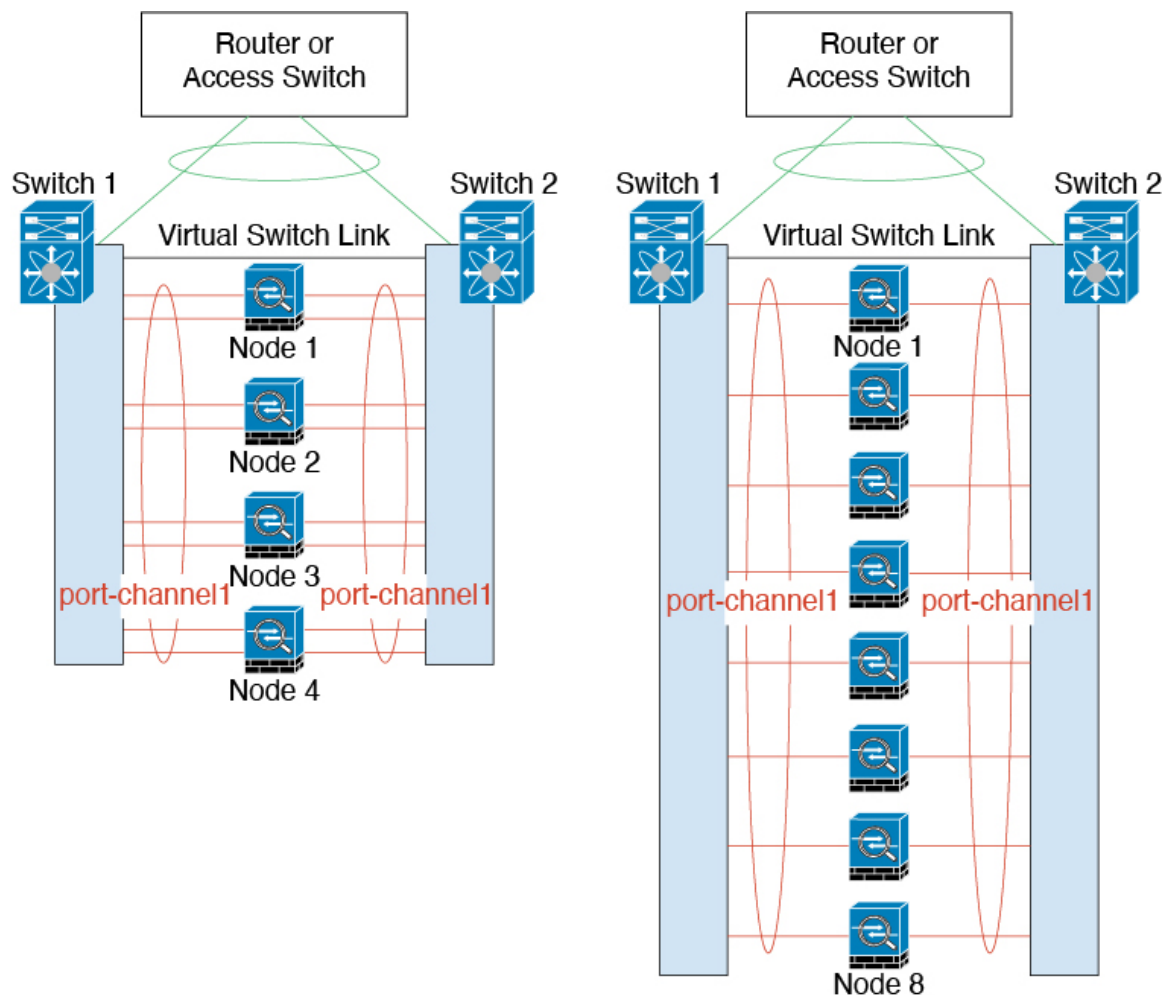 Router or
Access Switch
Switch 1
Switch 2
Virtual Switch Link
Node 1
Node 2
Node 3
port-channel1
port-channel1
Node 4
Router or
Access Switch
Switch 1
Switch 2
Virtual Switch Link
Node 1
port-channel1
port-channel1
Node 8